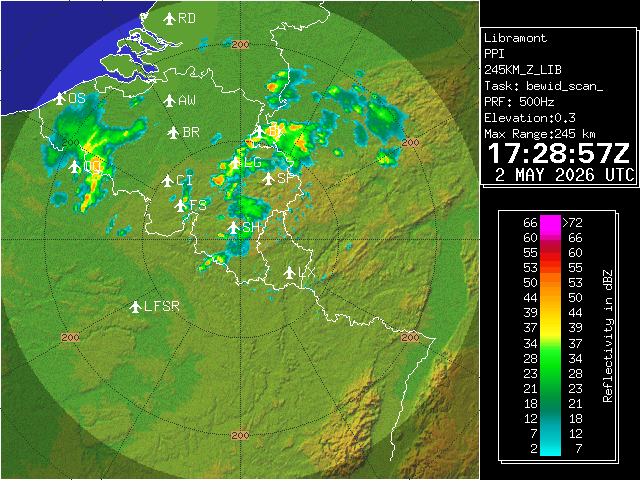 RD
200
OS
AW
BR
200
LG
CI
SP
FS
SH
LX
LFSR
200
200
200
Libramont
PPI
245KM_Z_LIB
Task: bewid_scan_
PRF: 500Hz
Elevation:0.3
Max Range:245 km
17:28:57Z
2 MAY 2026 UTC
66 >72
60 66
55 60
53 55
50 53
44 50
39 44
37 39
34 37
28 34
23 28
21 23
18 21
12 18
7 12
2 7
Reflectivity in dBZ